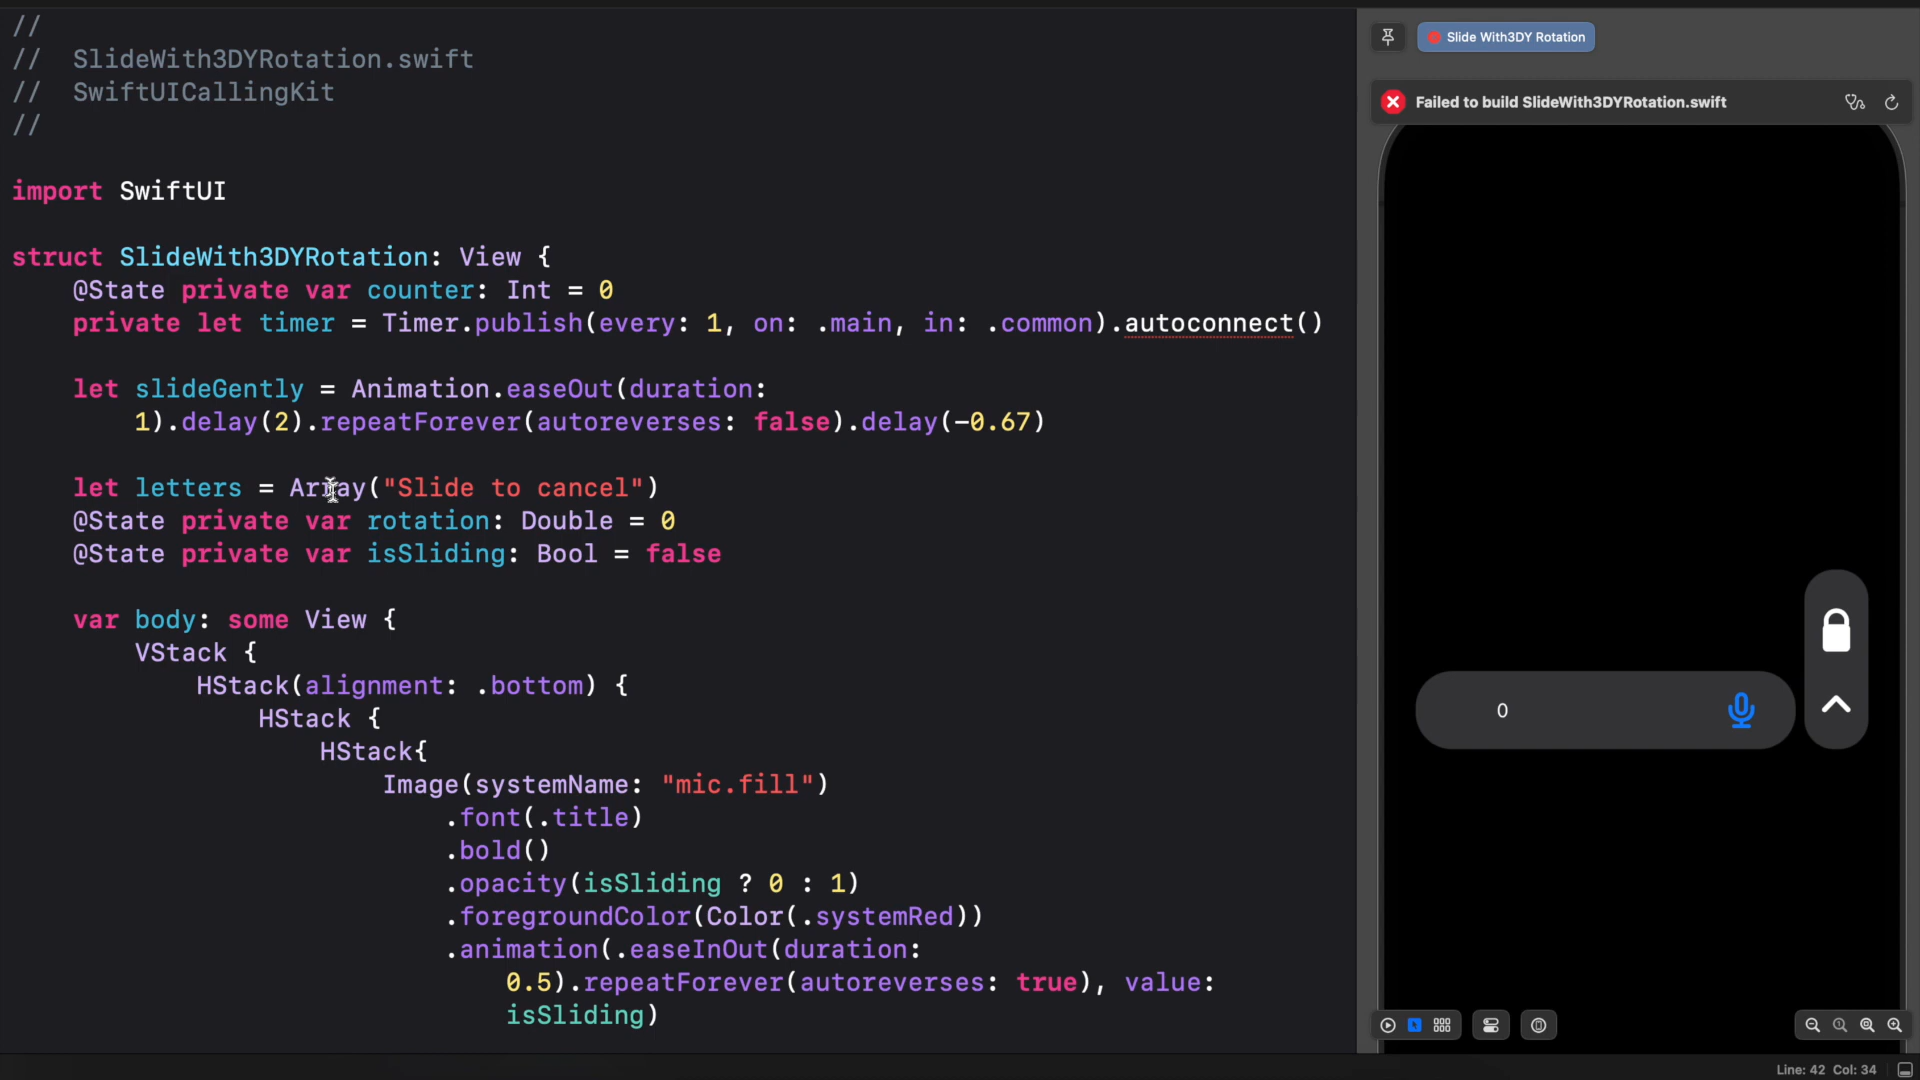 //
//  SlideWith3DYRotation.swift
//  SwiftUICallingKit
//
import SwiftUI
struct SlideWith3DYRotation: View {
@State private var counter: Int = 0
private let timer = Timer.publish(every: 1, on: .main, in: .common).autoconnect()
let slideGently = Animation.easeOut(duration:
1).delay(2).repeatForever(autoreverses: false).delay(-0.67)
let letters = Array("Slide to cancel")
@State private var rotation: Double = 0
@State private var isSliding: Bool = false
var body: some View {
VStack {
HStack(alignment: .bottom) {
HStack {
HStack{
Image(systemName: "mic.fill")
.font(.title)
.bold()
.opacity(isSliding ? 0 : 1)
.foregroundColor(Color(.systemRed))
.animation(.easeInOut(duration:
0.5).repeatForever(autoreverses: true), value:
isSliding)
Slide With3DY Rotation
Failed to build SlideWith3DYRotation.swift
0
Line: 42 Col: 34